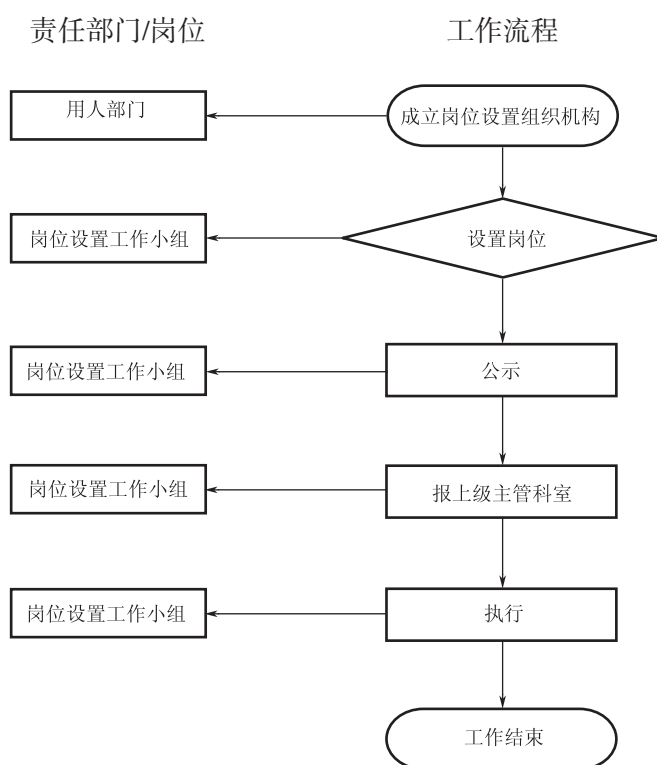 责任部门/岗位 工作流程
用人部门 成立岗位设置组织机构
岗位设置工作小组 设置岗位
岗位设置工作小组 公示
岗位设置工作小组 报上级主管科室
岗位设置工作小组 执行
工作结束